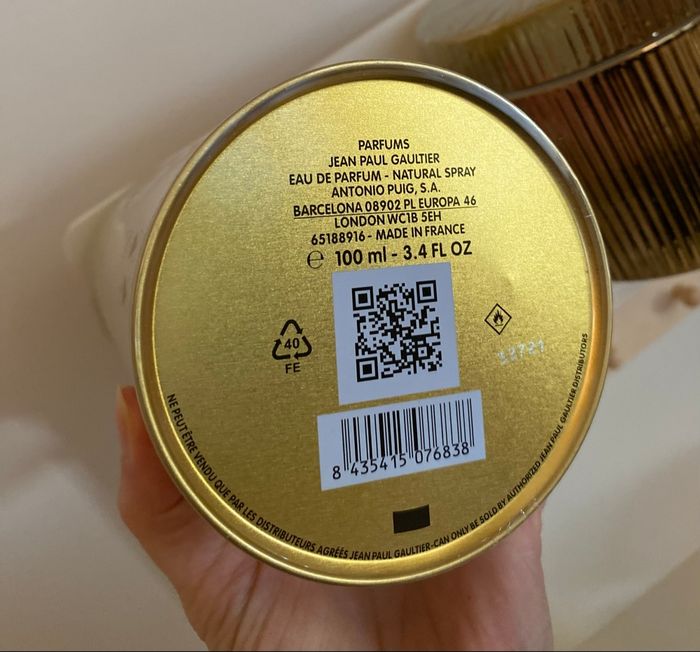 PARFUMS
JEAN PAUL GAULTIER
EAU DE PARFUM - NATURAL SPRAY
ANTONIO PUIG, S.A.
BARCELONA 08902 PL EUROPA 46
LONDON WC1B 5EH
65188916 - MADE IN FRANCE
℮ 100 ml - 3.4 FL OZ
40
FE
12721
8 435415 076838
NE PEUT ÊTRE VENDU QUE PAR LES DISTRIBUTEURS AGRÉÉS JEAN PAUL GAULTIER-CAN ONLY BE SOLD BY AUTHORIZED JEAN PAUL GAULTIER DISTRIBUTORS